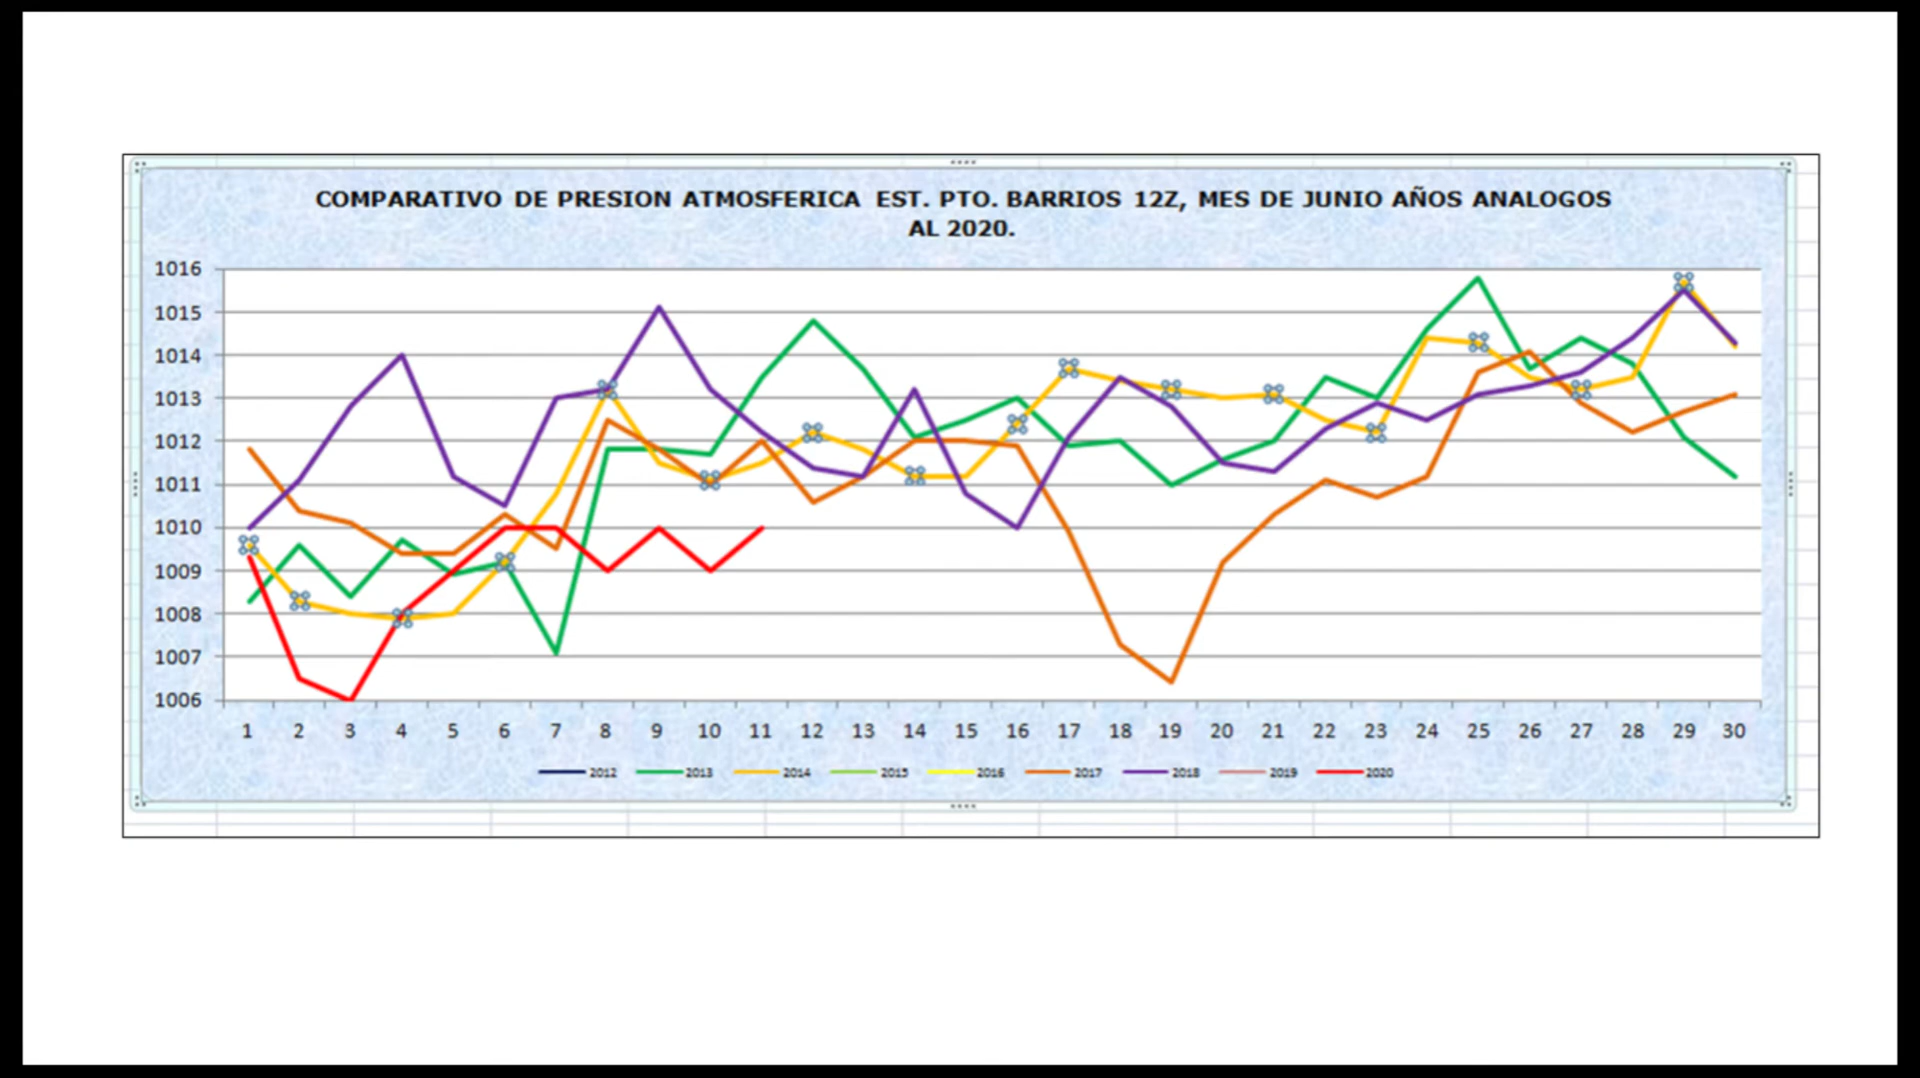 COMPARATIVO DE PRESION ATMOSFERICA EST. PTO. BARRIOS 12Z, MES DE JUNIO AÑOS ANALOGOS
AL 2020.
1016
1015
1014
1013
1012
1011
1010
1009
1008
1007
1006
1 2 3 4 5 6 7 8 9 10 11 12 13 14 15 16 17 18 19 20 21 22 23 24 25 26 27 28 29 30
2012 2013 2014 2015 2016 2017 2018 2019 2020